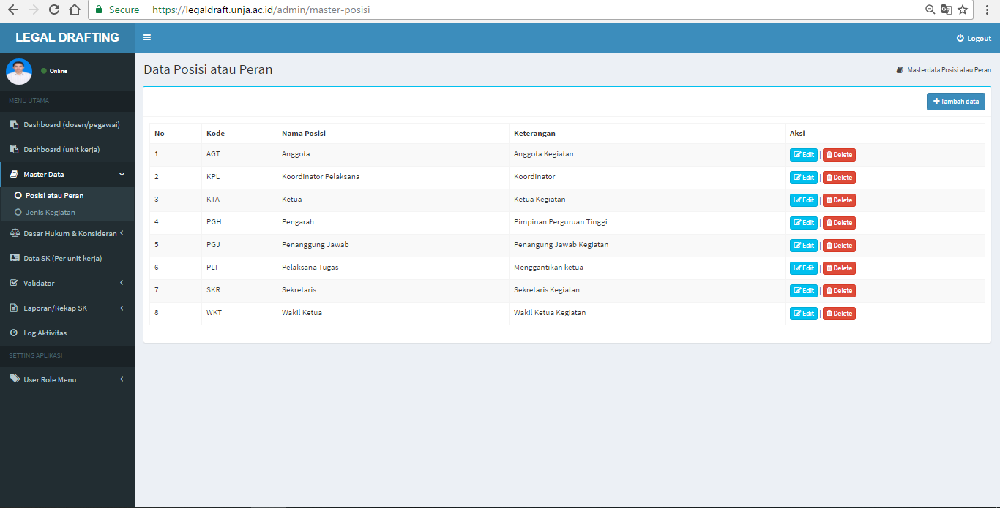 Secure https://legaldraft.unja.ac.id/admin/master-posisi
LEGAL DRAFTING
Logout
Online
Data Posisi atau Peran
Masterdata Posisi atau Peran
MENU UTAMA
Dashboard (dosen/pegawai)
Dashboard (unit kerja)
Master Data
Posisi atau Peran
Jenis Kegiatan
Dasar Hukum & Konsideran
Data SK (Per unit kerja)
Validator
Laporan/Rekap SK
Log Aktivitas
SETTING APLIKASI
User Role Menu
Tambah data
No Kode Nama Posisi Keterangan Aksi
1 AGT Anggota Anggota Kegiatan Edit | Delete
2 KPL Koordinator Pelaksana Koordinator Edit | Delete
3 KTA Ketua Ketua Kegiatan Edit | Delete
4 PGH Pengarah Pimpinan Perguruan Tinggi Edit | Delete
5 PGJ Penanggung Jawab Penangung Jawab Kegiatan Edit | Delete
6 PLT Pelaksana Tugas Menggantikan ketua Edit | Delete
7 SKR Sekretaris Sekretaris Kegiatan Edit | Delete
8 WKT Wakil Ketua Wakil Ketua Kegiatan Edit | Delete